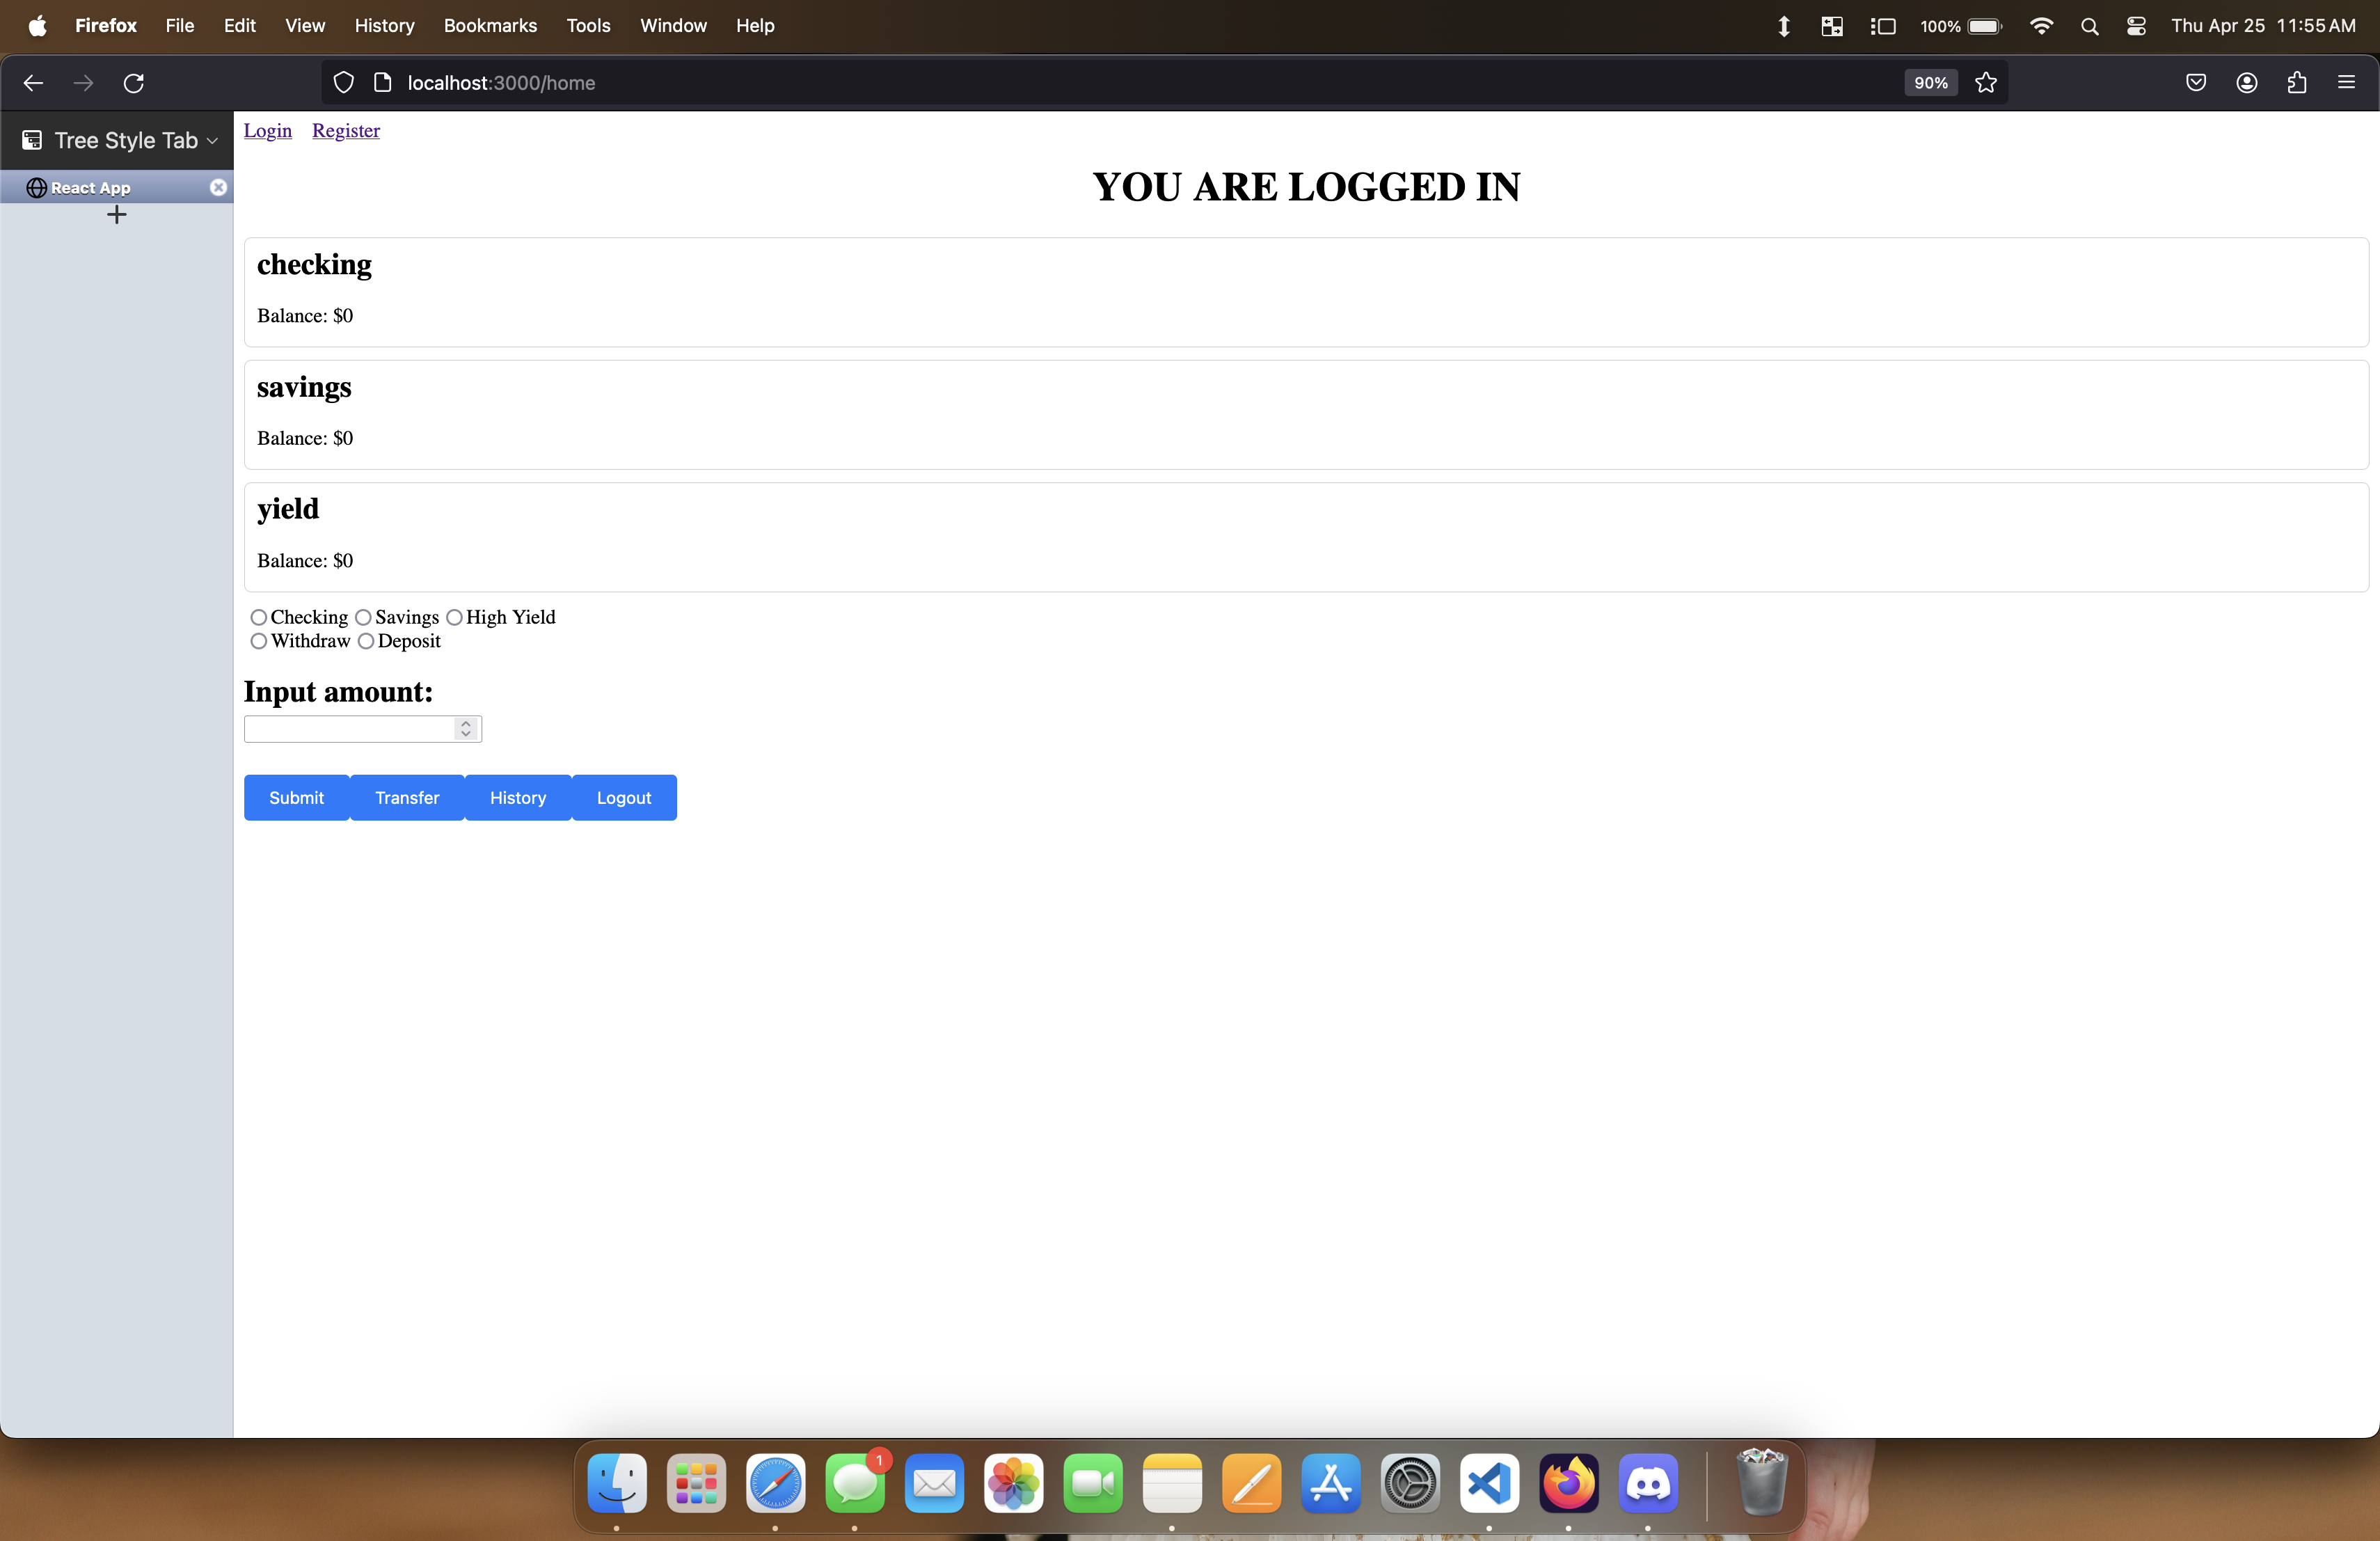 Firefox File Edit View History Bookmarks Tools Window Help 100% Thu Apr 25 11:55 AM
localhost:3000/home 90%
Tree Style Tab
React App
Login Register
YOU ARE LOGGED IN
checking
Balance: $0
savings
Balance: $0
yield
Balance: $0
Checking Savings High Yield
Withdraw Deposit
Input amount:
Submit Transfer History Logout
1